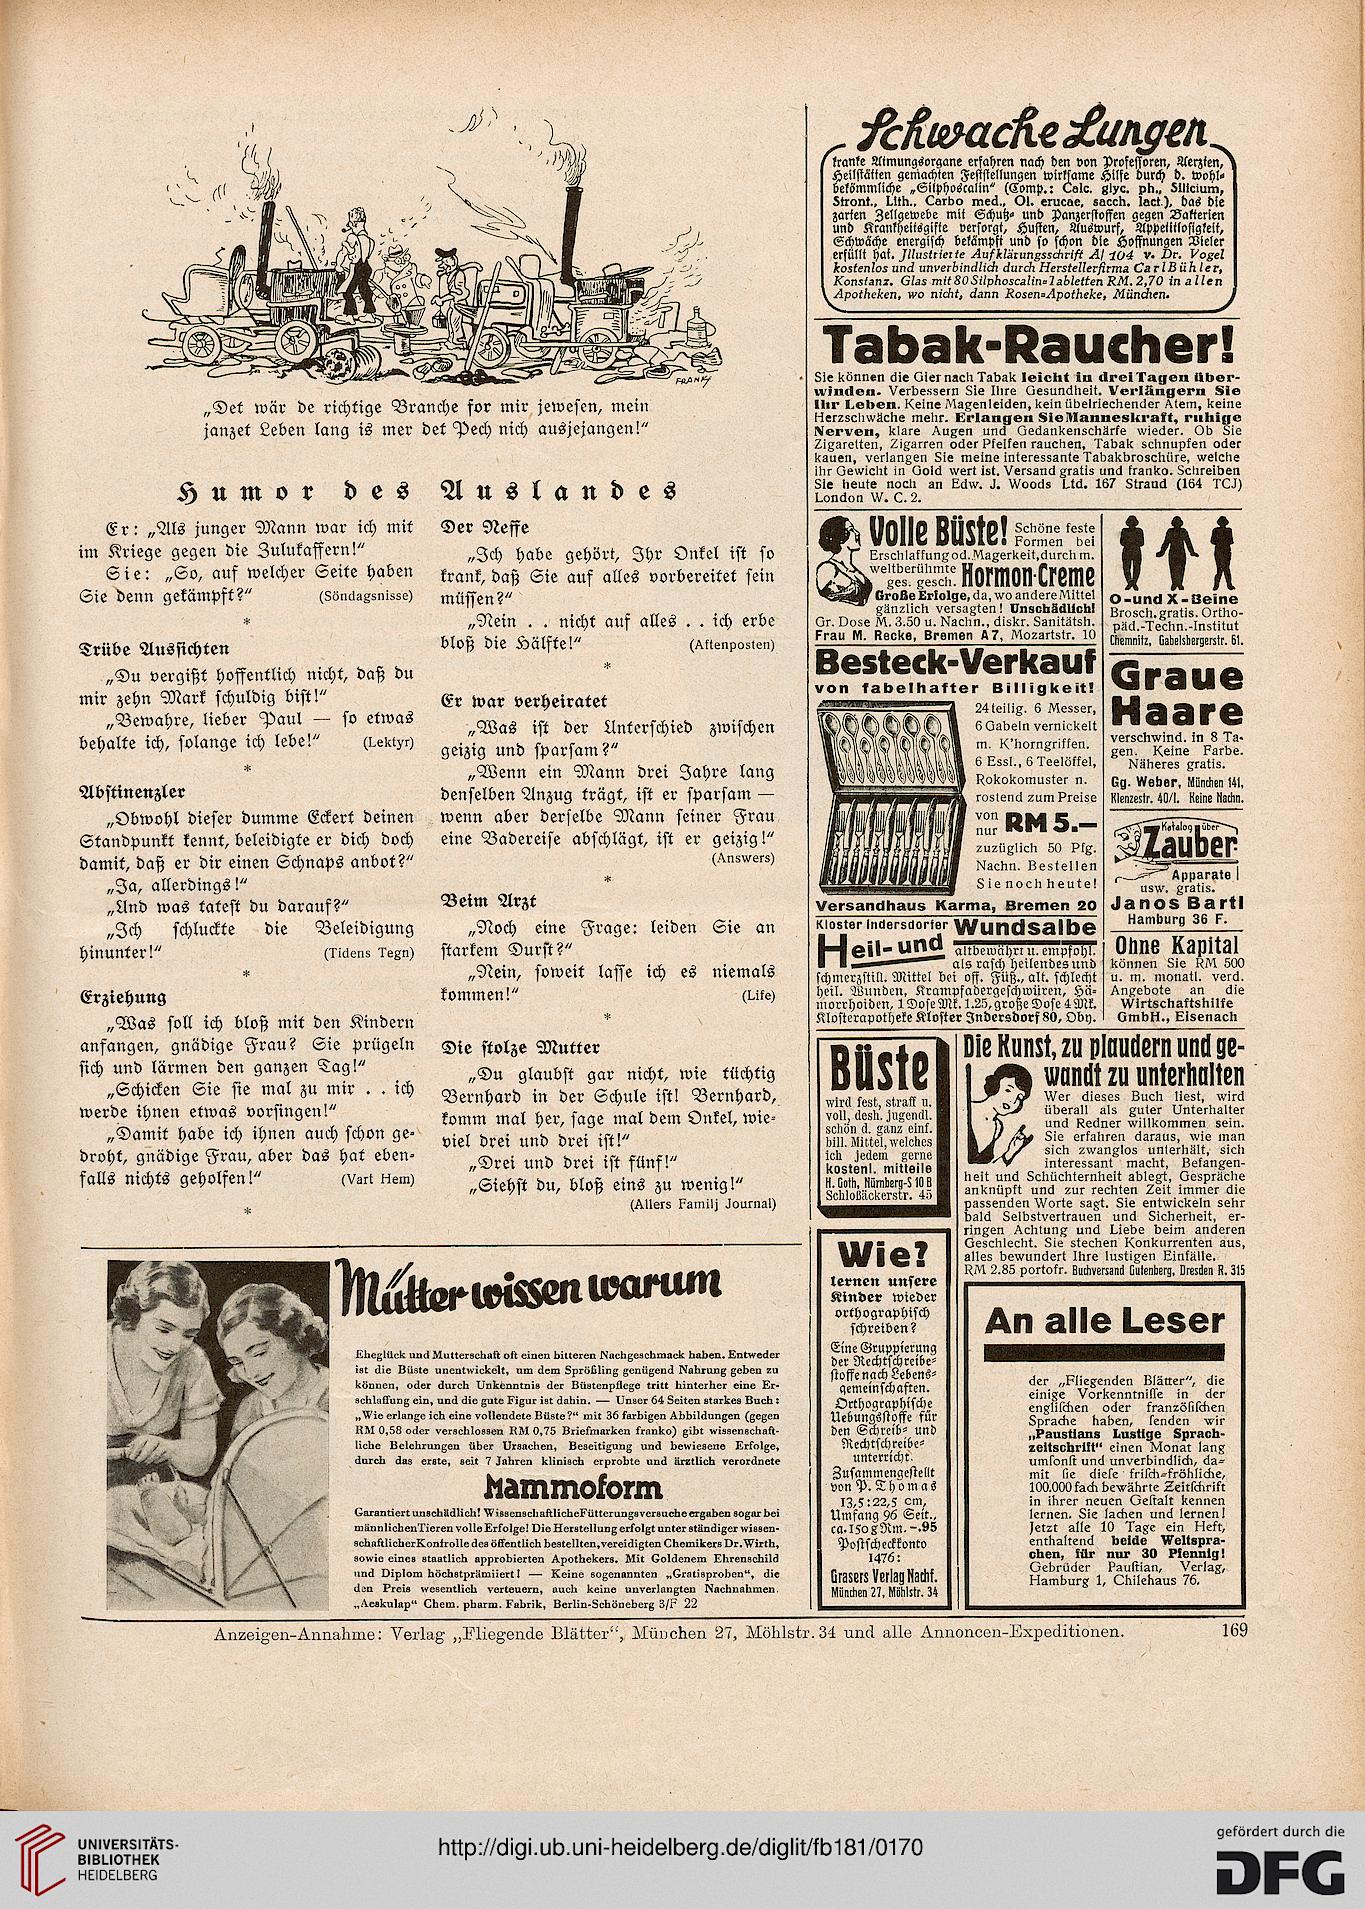 FRANKY
„Det wär de richtige Branche for mir jewesen, mein
janzet Leben lang is mer det Pech nich ausjejangen!“
Humor des Auslandes
Er: „Als junger Mann war ich mit
im Kriege gegen die Zulukaffern!“
Sie: „So, auf welcher Seite haben
Sie denn gekämpft?“ (Söndagsnisse)
*
Trübe Aussichten
„Du vergißt hoffentlich nicht, daß du
mir zehn Mark schuldig bist!“
„Bewahre, lieber Paul — so etwas
behalte ich, solange ich lebe!“ (Lektyr)
*
Abstinenzler
„Obwohl dieser dumme Eckert deinen
Standpunkt kennt, beleidigte er dich doch
damit, daß er dir einen Schnaps anbot?“
„Ja, allerdings!“
„Und was tatest du darauf?“
„Ich schluckte die Beleidigung
hinunter!“ (Tidens Tegn)
*
Erziehung
„Was soll ich bloß mit den Kindern
anfangen, gnädige Frau? Sie prügeln
sich und lärmen den ganzen Tag!“
„Schicken Sie sie mal zu mir . . ich
werde ihnen etwas vorsingen!“
„Damit habe ich ihnen auch schon ge-
droht, gnädige Frau, aber das hat eben-
falls nichts geholfen!“ (Vart Hem)
*
Der Neffe
„Ich habe gehört, Ihr Onkel ist so
krank, daß Sie auf alles vorbereitet sein
müssen?“
„Nein . . nicht auf alles . . ich erbe
bloß die Hälfte!“ (Aftenposten)
*
Er war verheiratet
„Was ist der Unterschied zwischen
geizig und sparsam?“
„Wenn ein Mann drei Jahre lang
denselben Anzug trägt, ist er sparsam —
wenn aber derselbe Mann seiner Frau
eine Badereise abschlägt, ist er geizig!“
(Answers)
*
Beim Arzt
„Noch eine Frage: leiden Sie an
starkem Durst?“
„Nein, soweit lasse ich es niemals
kommen!“ (Life)
*
Die stolze Mutter
„Du glaubst gar nicht, wie tüchtig
Bernhard in der Schule ist! Bernhard,
komm mal her, sage mal dem Onkel, wie-
viel drei und drei ist!“
„Drei und drei ist fünf!“
„Siehst du, bloß eins zu wenig!“
(Allers Familj Journal)
Mütter wissen warum
Eheglück und Mutterschaft oft einen bitteren Nachgeschmack haben. Entweder
ist die Büste unentwickelt, um dem Sprößling genügend Nahrung geben zu
können, oder durch Unkenntnis der Büstenpflege tritt hinterher eine Er-
schlaffung ein, und die gute Figur ist dahin. — Unser 64 Seiten starkes Buch:
„Wie erlange ich eine vollendete Büste?“ mit 36 farbigen Abbildungen (gegen
RM 0,58 oder verschlossen RM 0,75 Briefmarken franko) gibt wissenschaft-
liche Belehrungen über Ursachen, Beseitigung und bewiesene Erfolge,
durch das erste, seit 7 Jahren klinisch erprobte und ärztlich verordnete
Mammoform
Garantiert unschädlich! Wissenschaftliche Fütterungsversuche ergaben sogar bei
männlichen Tieren volle Erfolge! Die Herstellung erfolgt unter ständiger wissen-
schaftlicher Kontrolle des öffentlich bestellten, vereidigten Chemikers Dr. Wirth,
sowie eines staatlich approbierten Apothekers. Mit Goldenem Ehrenschild
und Diplom höchstprämiiert! — Keine sogenannten „Gratisproben“, die
den Preis wesentlich verteuern, auch keine unverlangten Nachnahmen.
„Aeskulap“ Chem. pharm. Fabrik, Berlin-Schöneberg 3/F 22
Schwache Lungen
kranke Atmungsorgane erfahren nach den von Professoren, Aerzten,
Heilstätten gemachten Feststellungen wirksame Hilfe durch d. wohl-
bekömmliche „Silphoscalin“ (Comp.: Calc. glyc. ph., Silicium,
Stront., Lith., Carbo med., Ol. erucae, sacch. lact.), das die
zarten Zellgewebe mit Schutz- und Panzerstoffen gegen Bakterien
und Krankheitsgifte versorgt, Husten, Auswurf, Appetitlosigkeit,
Schwäche energisch bekämpft und so schon die Hoffnungen Vieler
erfüllt hat. Jllustrierte Aufklärungsschrift A/104 v. Dr. Vogel
kostenlos und unverbindlich durch Herstellerfirma Carl Bühler,
Konstanz. Glas mit 80 Silphoscalin-Tabletten RM. 2,70 in allen
Apotheken, wo nicht, dann Rosen-Apotheke, München.
Tabak-Raucher!
Sie können die Gier nach Tabak leicht in drei Tagen über-
winden. Verbessern Sie Ihre Gesundheit. Verlängern Sie
Ihr Leben. Keine Magenleiden, kein übelriechender Atem, keine
Herzschwäche mehr. Erlangen Sie Manneskraft, ruhige
Nerven, klare Augen und Gedankenschärfe wieder. Ob Sie
Zigaretten, Zigarren oder Pfeifen rauchen, Tabak schnupfen oder
kauen, verlangen Sie meine interessante Tabakbroschüre, welche
ihr Gewicht in Gold wert ist. Versand gratis und franko. Schreiben
Sie heute noch an Edw. J. Woods Ltd. 167 Strand (164 TCJ)
London W. C. 2.
Volle Büste! Schöne feste
Formen bei
Erschlaffung od. Magerkeit, durch m.
weltberühmte
ges. gesch. Hormon-Creme
Große Erfolge, da, wo andere Mittel
gänzlich versagten! Unschädlich!
Gr. Dose M. 3.50 u. Nachn., diskr. Sanitätsh.
Frau M. Recke, Bremen A7, Mozartstr. 10
O- und X-Beine
Brosch. gratis. Ortho-
päd.-Techn.-Institut
Chemnitz, Gabelsbergerstr. 61.
Besteck-Verkauf
von fabelhafter Billigkeit!
24teilig. 6 Messer,
6 Gabeln vernickelt
m. K'horngriffen.
6 Essl., 6 Teelöffel,
Rokokomuster n.
rostend zum Preise
von
nur RM 5.—
zuzüglich 50 Pfg.
Nachn. Bestellen
Sie noch heute!
Versandhaus Karma, Bremen 20
Graue
Haare
verschwind. in 8 Ta-
gen. Keine Farbe.
Näheres gratis.
Gg. Weber, München 141,
Klenzestr. 40/I. Keine Nachn.
Katalog über
Zauber-
Apparate
usw. gratis.
Janos Bartl
Hamburg 36 F.
Kloster Indersdorfer Wundsalbe
Heil- und
altbewährt u. empfohl.
als rasch heilendes und
schmerzstill. Mittel bei off. Füß., alt. schlecht
heil. Wunden, Krampfadergeschwüren, Hä-
morrhoiden, 1 Dose Mk. 1.25, große Dose 4 Mk.
Klosterapotheke Kloster Indersdorf 80, Oby.
Ohne Kapital
können Sie RM 500
u. m. monatl. verd.
Angebote an die
Wirtschaftshilfe
GmbH., Eisenach
Büste
wird fest, straff u.
voll, desh. jugendl.
schön d. ganz einf.
bill. Mittel, welches
ich jedem gerne
kostenl. mitteile
H. Goth, Nürnberg-S 10 B
Schloßäckerstr. 45
Die Kunst, zu plaudern und ge-
wandt zu unterhalten
Wer dieses Buch liest, wird
überall als guter Unterhalter
und Redner willkommen sein.
Sie erfahren daraus, wie man
sich zwanglos unterhält, sich
interessant macht, Befangen-
heit und Schüchternheit ablegt, Gespräche
anknüpft und zur rechten Zeit immer die
passenden Worte sagt. Sie entwickeln sehr
bald Selbstvertrauen und Sicherheit, er-
ringen Achtung und Liebe beim anderen
Geschlecht. Sie stechen Konkurrenten aus,
alles bewundert Ihre lustigen Einfälle.
RM 2.85 portofr. Buchversand Gutenberg, Dresden R. 315
Wie?
lernen unsere
Kinder wieder
orthographisch
schreiben?
Eine Gruppierung
der Rechtschreibe-
stoffe nach Lebens-
gemeinschaften.
Orthographische
Uebungsstoffe für
den Schreib- und
Rechtschreibe-
unterricht.
Zusammengestellt
von P. Thomas
13,5:22,5 cm,
Umfang 96 Seit.,
ca. 150 g Rm. -.95
Postscheckkonto
1476:
Grasers Verlag Nachf.
München 27, Möhlstr. 34
An alle Leser
der „Fliegenden Blätter“, die
einige Vorkenntnisse in der
englischen oder französischen
Sprache haben, senden wir
„Paustians Lustige Sprach-
zeitschrift“ einen Monat lang
umsonst und unverbindlich, da-
mit sie diese frisch-fröhliche,
100.000 fach bewährte Zeitschrift
in ihrer neuen Gestalt kennen
lernen. Sie lachen und lernen!
Jetzt alle 10 Tage ein Heft,
enthaltend beide Weltspra-
chen, für nur 30 Pfennig!
Gebrüder Paustian, Verlag,
Hamburg 1, Chilehaus 76.
Anzeigen-Annahme: Verlag „Fliegende Blätter“, München 27, Möhlstr. 34 und alle Annoncen-Expeditionen. 169
UNIVERSITÄTS-
BIBLIOTHEK
HEIDELBERG
http://digi.ub.uni-heidelberg.de/diglit/fb181/0170
gefördert durch die
DFG